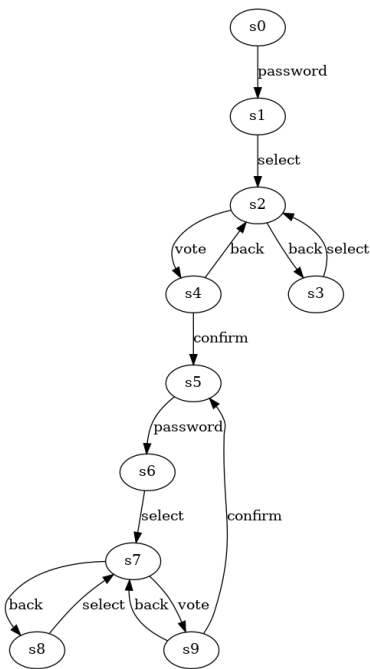 s0
password
s1
select
s2
vote back back select
s4 s3
confirm
s5
password
s6
select confirm
s7
back select back vote
s8 s9